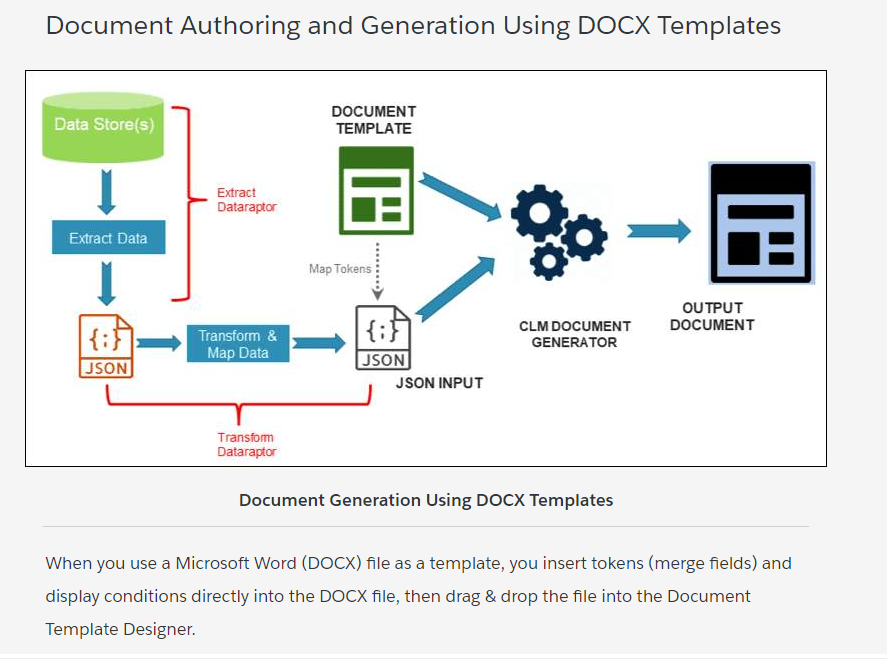 Document Authoring and Generation Using DOCX Templates
Data Store(s)
Extract
Dataraptor
Extract Data
{;}
JSON
Transform &
Map Data
Transform
Dataraptor
DOCUMENT
TEMPLATE
Map Tokens
{;}
JSON
JSON INPUT
CLM DOCUMENT
GENERATOR
OUTPUT
DOCUMENT
Document Generation Using DOCX Templates
When you use a Microsoft Word (DOCX) file as a template, you insert tokens (merge fields) and
display conditions directly into the DOCX file, then drag & drop the file into the Document
Template Designer.